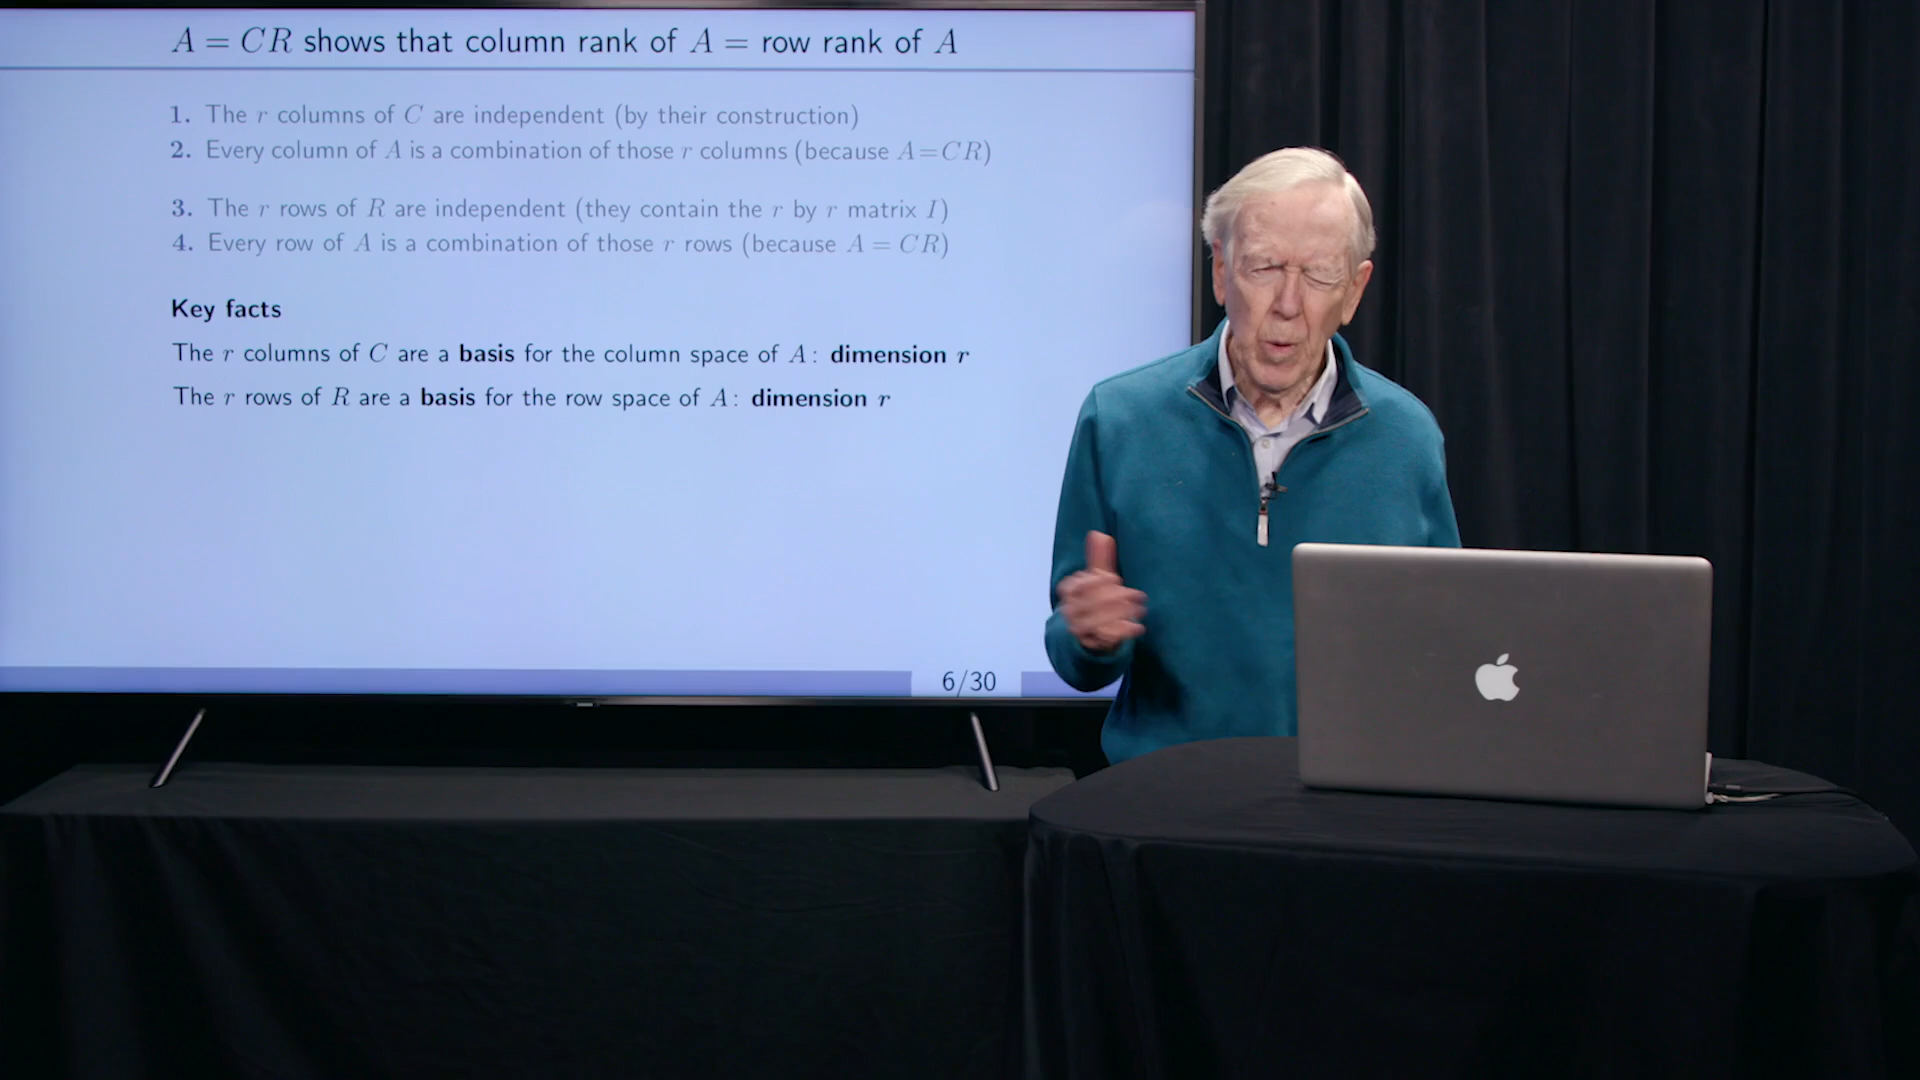 A = CR shows that column rank of A = row rank of A
1. The r columns of C are independent (by their construction)
2. Every column of A is a combination of those r columns (because A=CR)
3. The r rows of R are independent (they contain the r by r matrix I)
4. Every row of A is a combination of those r rows (because A = CR)
Key facts
The r columns of C are a basis for the column space of A: dimension r
The r rows of R are a basis for the row space of A: dimension r
6/30